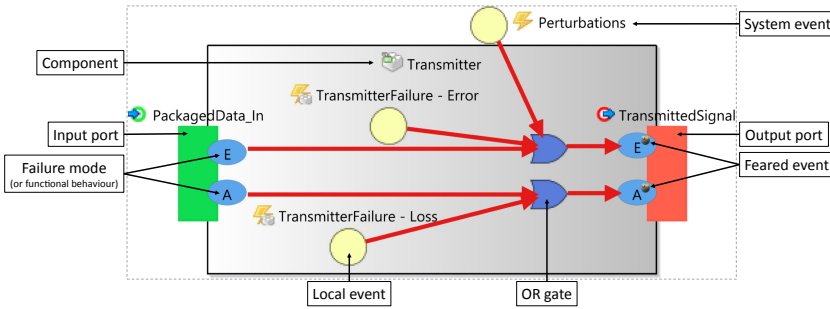 Perturbations
System event
Component
Transmitter
TransmitterFailure - Error
PackagedData_In
TransmittedSignal
Input port
Output port
E
E
Failure mode
(or functional behaviour)
Feared event
A
A
TransmitterFailure - Loss
Local event
OR gate